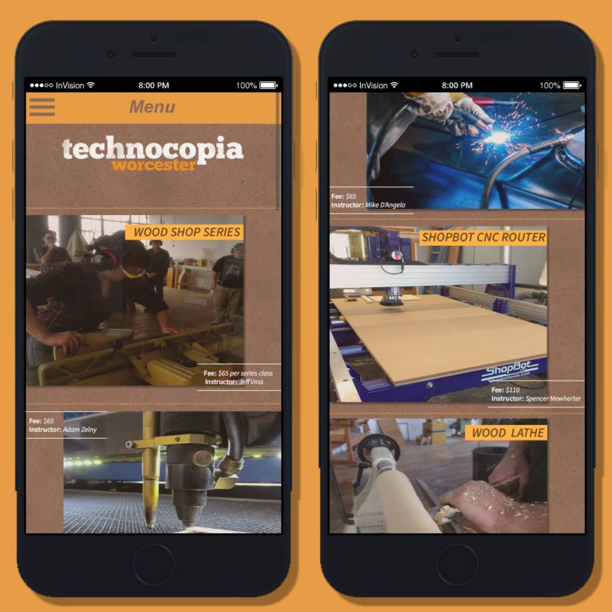 ●●●○○ InVision 8:00 PM 100%
Menu
technocopia
worcester
WOOD SHOP SERIES
Fee: $65 per series class
Instructor: Jeff Voss
Fee: $65
Instructor: Adam Zelny
●●●○○ InVision 8:00 PM 100%
Fee: $65
Instructor: Mike D'Angelo
SHOPBOT CNC ROUTER
ShopBot
Fee: $110
Instructor: Spencer Mewherter
WOOD LATHE